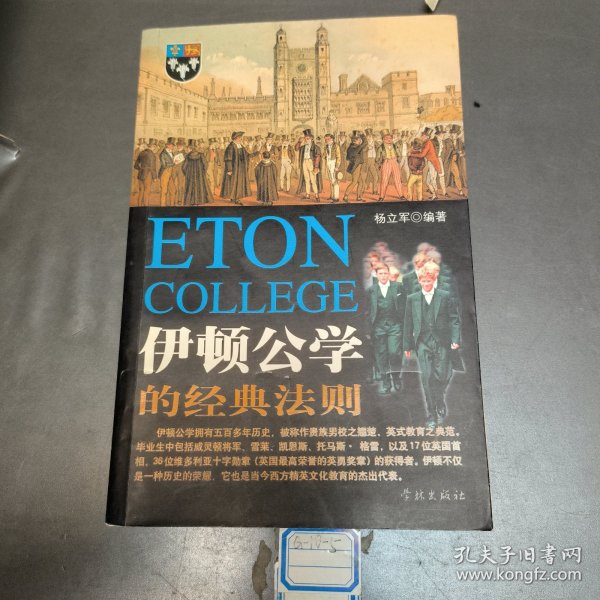 杨立军◎编著
ETON
COLLEGE
伊顿公学
的经典法则
伊顿公学拥有五百多年历史，被称作贵族男校之翘楚，英式教育之典范。
毕业生中包括威灵顿将军、雪莱、凯恩斯、托马斯·格雷，以及17位英国首
相，36位维多利亚十字勋章（英国最高荣誉的英勇奖章）的获得者。伊顿不仅
是一种历史的荣耀，它也是当今西方精英文化教育的杰出代表。
学林出版社
6-10-5
孔夫子旧书网
www.kongfz.com